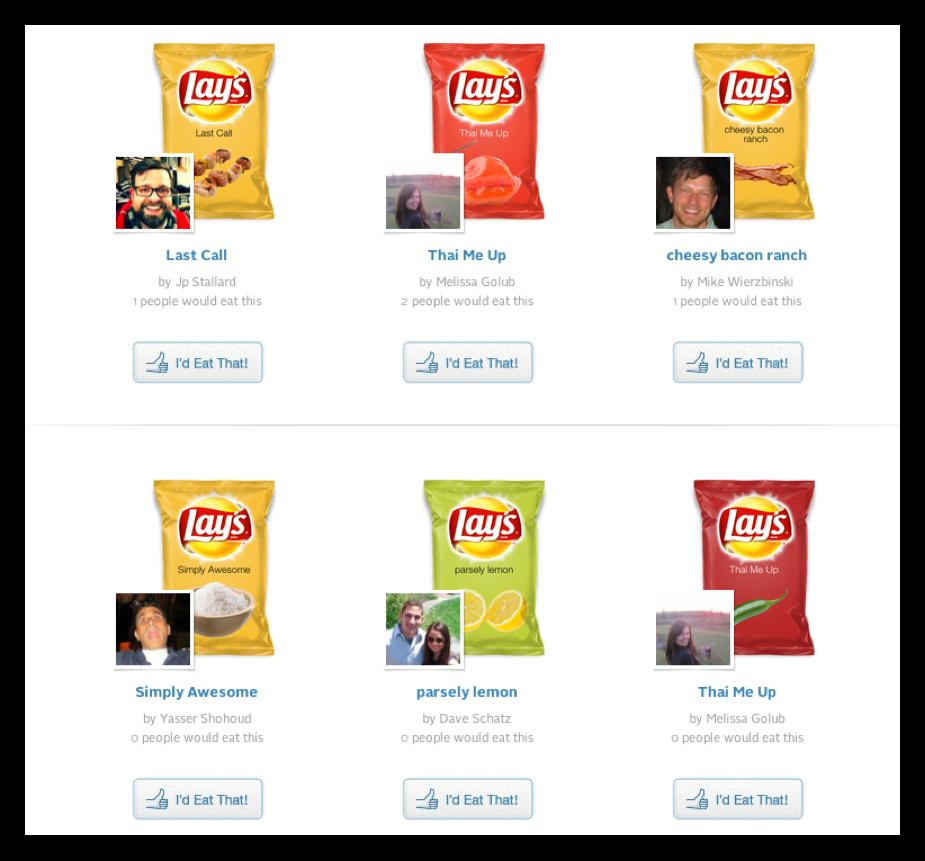 Lay's
Last Call
Lay's
Thai Me Up
Lay's
cheesy bacon
ranch
Last Call
by Jp Stallard
1 people would eat this
I'd Eat That!
Thai Me Up
by Melissa Golub
2 people would eat this
I'd Eat That!
cheesy bacon ranch
by Mike Wierzbinski
1 people would eat this
I'd Eat That!
Lay's
Simply Awesome
Lay's
parsely lemon
Lay's
Thai Me Up
Simply Awesome
by Yasser Shohoud
0 people would eat this
I'd Eat That!
parsely lemon
by Dave Schatz
0 people would eat this
I'd Eat That!
Thai Me Up
by Melissa Golub
0 people would eat this
I'd Eat That!